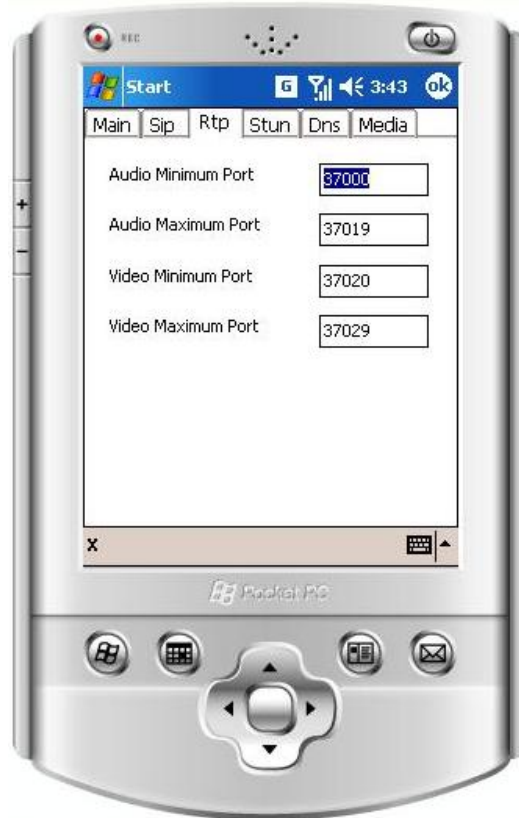 REC
Start G 3:43 ok
Main Sip Rtp Stun Dns Media
Audio Minimum Port 37000
Audio Maximum Port 37019
Video Minimum Port 37020
Video Maximum Port 37029
+
−
x
Pocket PC